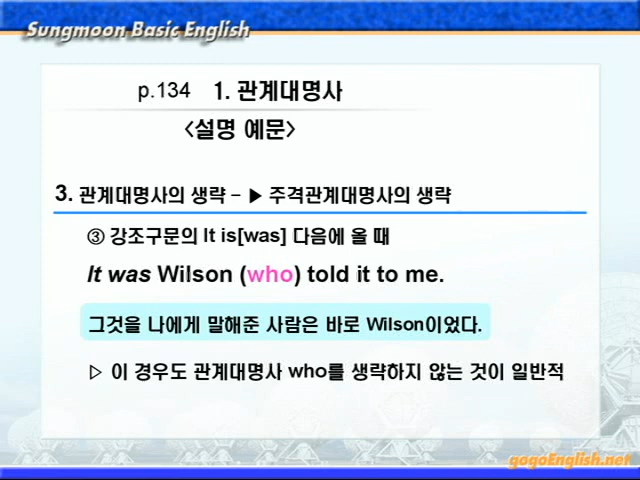 Sungmoon Basic English
p.134 1. 관계대명사
<설명 예문>
3. 관계대명사의 생략 – ▶ 주격관계대명사의 생략
③ 강조구문의 It is[was] 다음에 올 때
It was Wilson (who) told it to me.
그것을 나에게 말해준 사람은 바로 Wilson이었다.
▷ 이 경우도 관계대명사 who를 생략하지 않는 것이 일반적
gogoEnglish.net